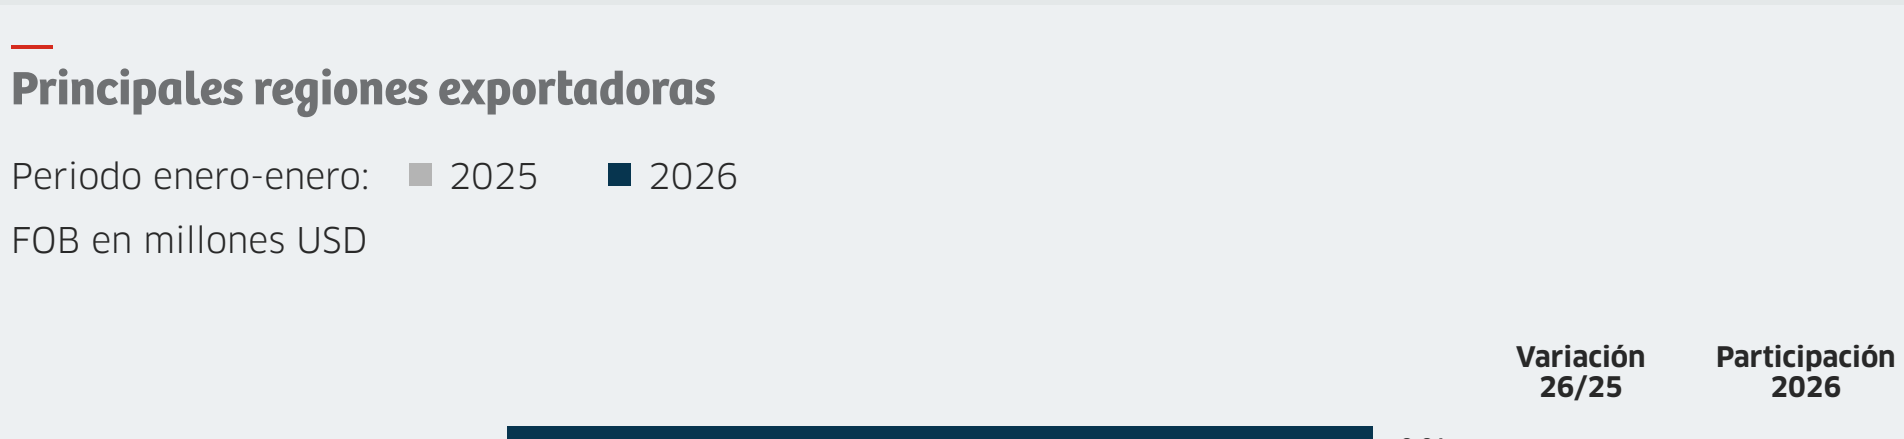 Principales regiones exportadoras
Periodo enero-enero: 2025 2026
FOB en millones USD
Variación Participación
26/25 2026